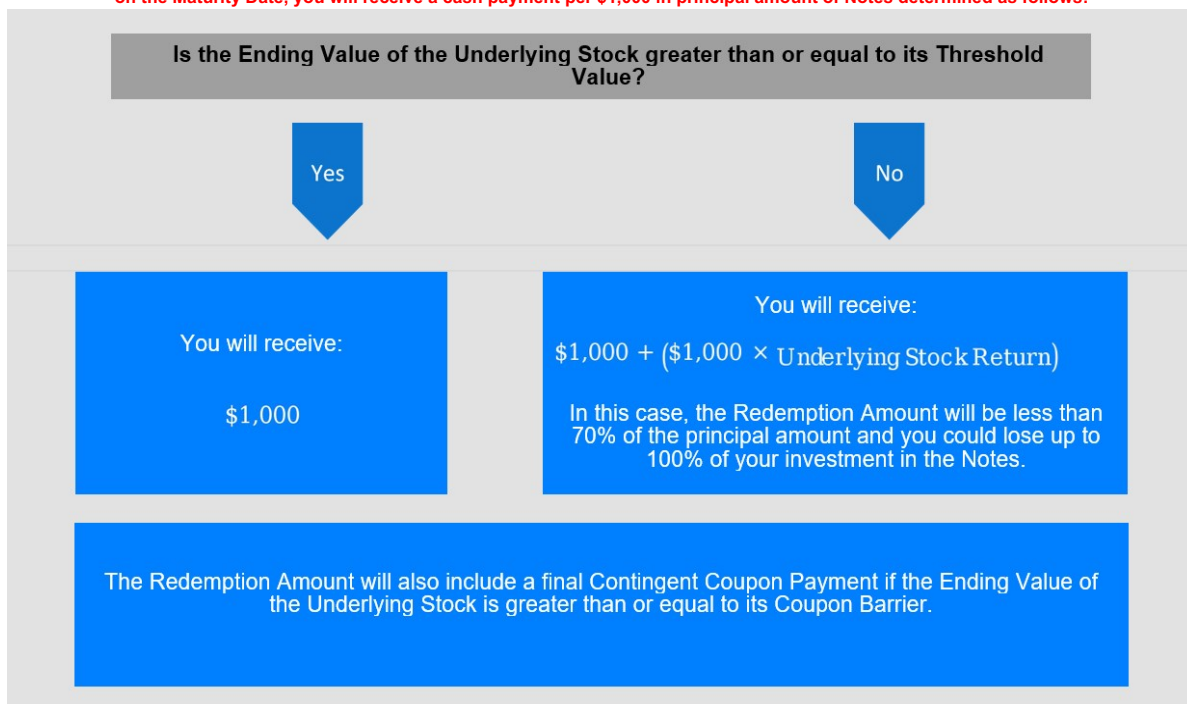 on the Maturity Date, you will receive a cash payment per $1,000 in principal amount of Notes determined as follows:
Is the Ending Value of the Underlying Stock greater than or equal to its Threshold
Value?
Yes
No
You will receive:
$1,000
You will receive:
$1,000 + ($1,000 × Underlying Stock Return)
In this case, the Redemption Amount will be less than
70% of the principal amount and you could lose up to
100% of your investment in the Notes.
The Redemption Amount will also include a final Contingent Coupon Payment if the Ending Value of
the Underlying Stock is greater than or equal to its Coupon Barrier.